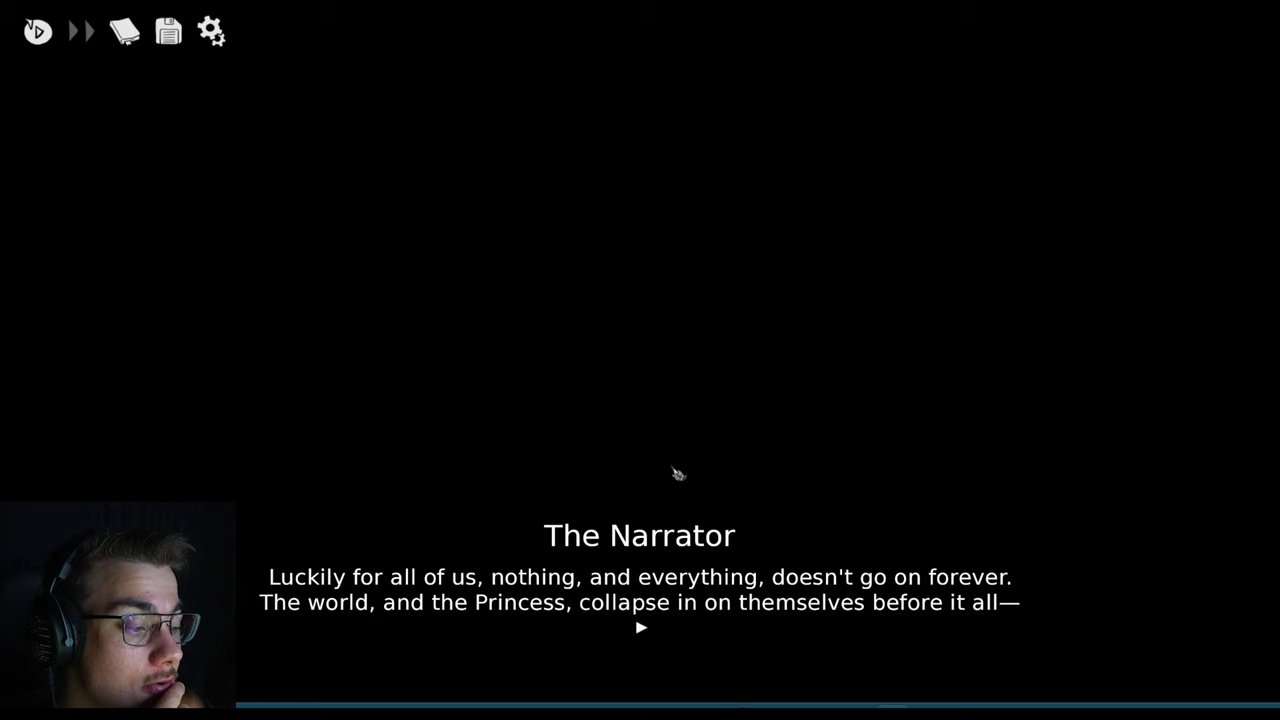 The Narrator
Luckily for all of us, nothing, and everything, doesn't go on forever.
The world, and the Princess, collapse in on themselves before it all—